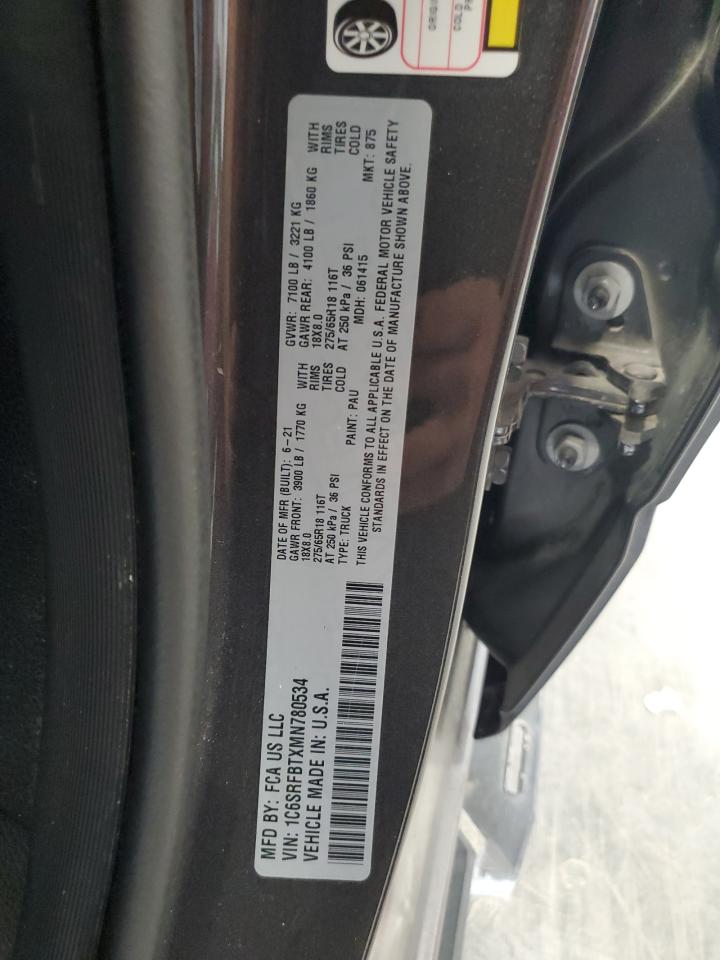 MFD BY: FCA US LLC
VIN: 1C6SRFBTXMN780534
VEHICLE MADE IN: U.S.A.
DATE OF MFR (BUILT): 6-21
GAWR FRONT: 3900 LB / 1770 KG WITH
18X8.0 RIMS
275/65R18 116T TIRES
AT 250 kPa / 36 PSI COLD
TYPE: TRUCK PAINT: PAU
GVWR: 7100 LB / 3221 KG
GAWR REAR: 4100 LB / 1860 KG WITH
18X8.0 RIMS
275/65R18 116T TIRES
AT 250 kPa / 36 PSI COLD
MDH: 061415 MKT: 875
THIS VEHICLE CONFORMS TO ALL APPLICABLE U.S.A. FEDERAL MOTOR VEHICLE SAFETY
STANDARDS IN EFFECT ON THE DATE OF MANUFACTURE SHOWN ABOVE.
COLD